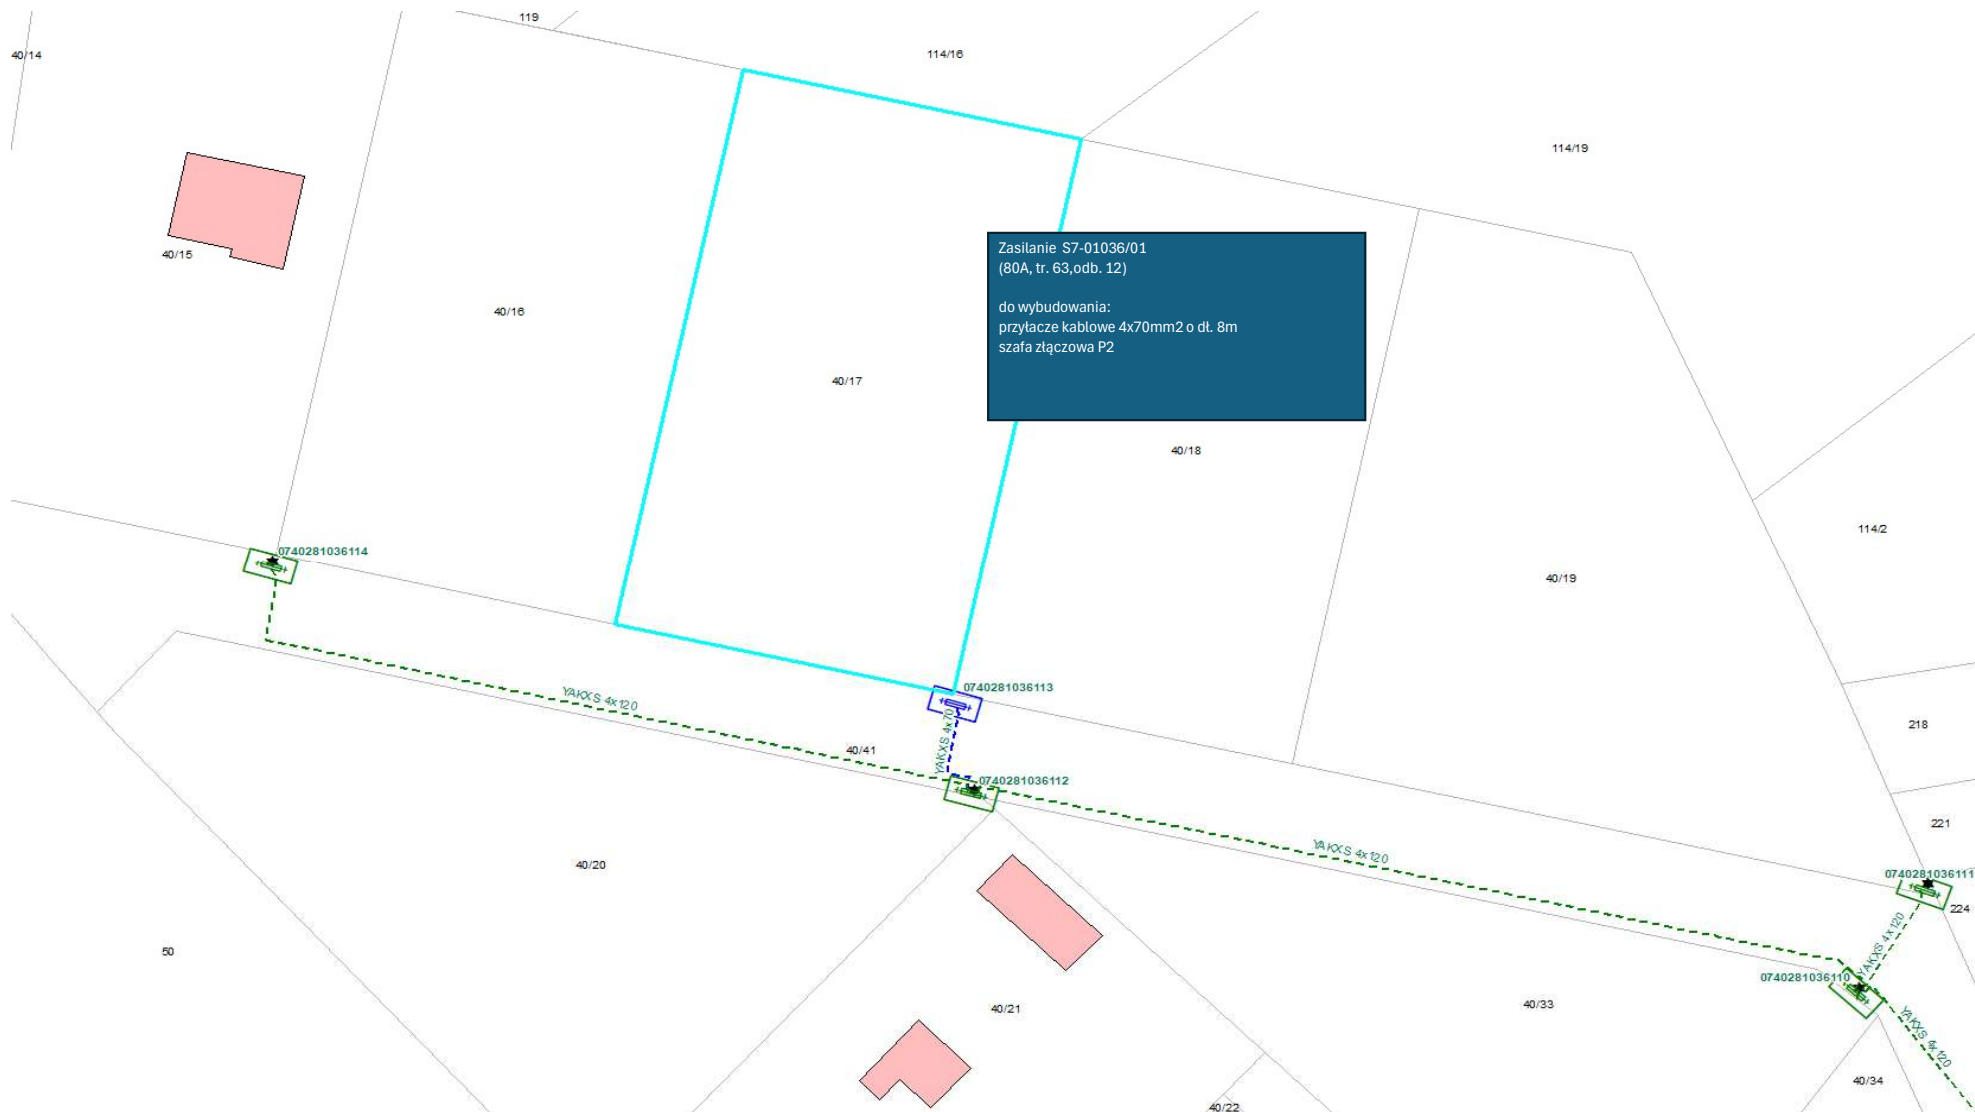 119
40/14
114/16
114/19
40/15
Zasilanie S7-01036/01
(80A, tr. 63,odb. 12)
do wybudowania:
przyłacze kablowe 4x70mm2 o dł. 8m
szafa złączowa P2
40/16
40/17
40/18
114/2
0740281036114
40/19
0740281036113
YAKXS 4x120
YAKXS 4x70
218
40/41
0740281036112
221
YAKXS 4x120
40/20
0740281036111
224
YAKXS 4x120
50
0740281036110
40/21
40/33
YAKXS 4x120
40/34
40/22